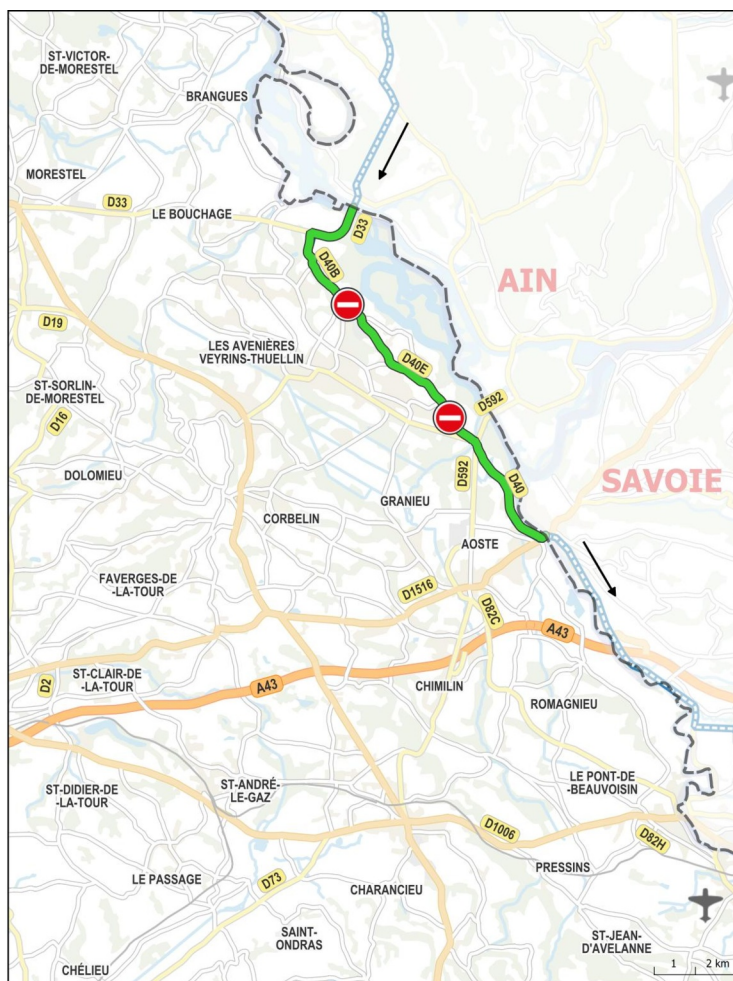 ST-VICTOR-
DE-MORESTEL
BRANGUES
MORESTEL
D33
LE BOUCHAGE
D33
D40B
AIN
D19
LES AVENIÈRES
VEYRINS-THUELLIN
D40E
ST-SORLIN-
DE-MORESTEL
D592
D16
D592
DOLOMIEU
SAVOIE
D40
GRANIEU
CORBELIN
AOSTE
FAVERGES-DE-
-LA-TOUR
D1516
D82C
A43
ST-CLAIR-DE-
-LA-TOUR
D2
A43
CHIMILIN
ROMAGNIEU
ST-DIDIER-DE-
-LA-TOUR
ST-ANDRÉ-
LE-GAZ
LE PONT-DE-
-BEAUVOISIN
D1006
D82H
LE PASSAGE
D73
PRESSINS
CHARANCIEU
SAINT-
ONDRAS
ST-JEAN-
D'AVELANNE
CHÉLIEU
1 2 km